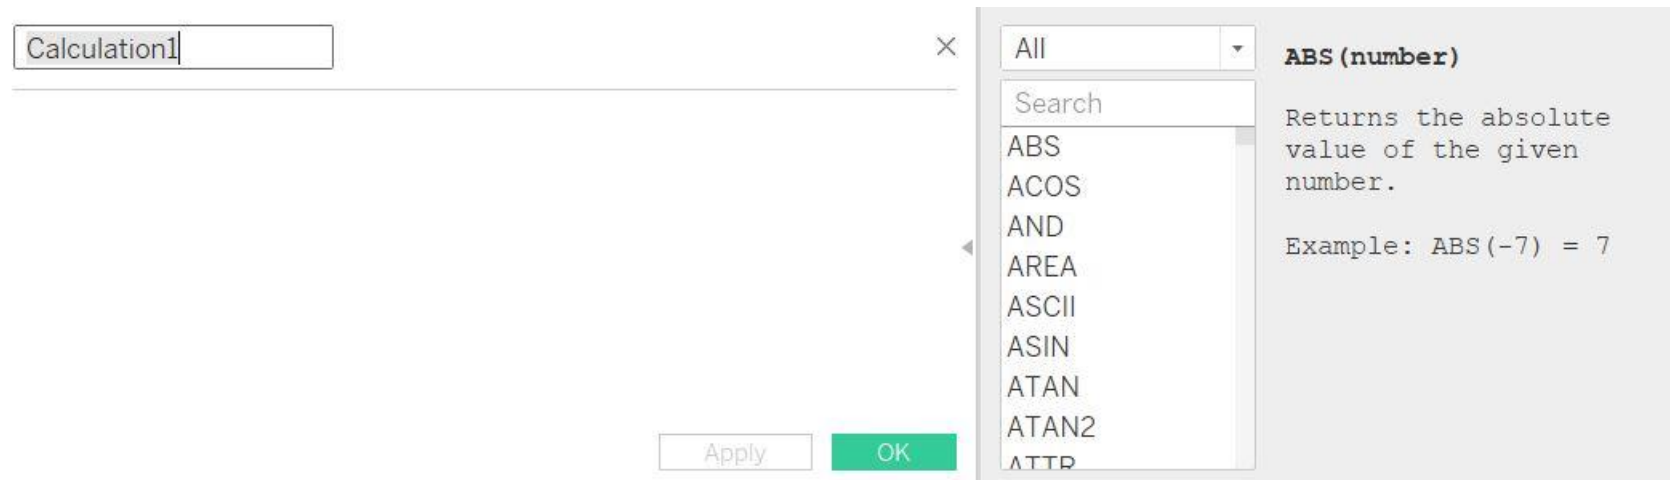 Calculation1
All
Search
ABS
ACOS
AND
AREA
ASCII
ASIN
ATAN
ATAN2
ATTR
ABS(number)
Returns the absolute
value of the given
number.
Example: ABS(-7) = 7
Apply
OK